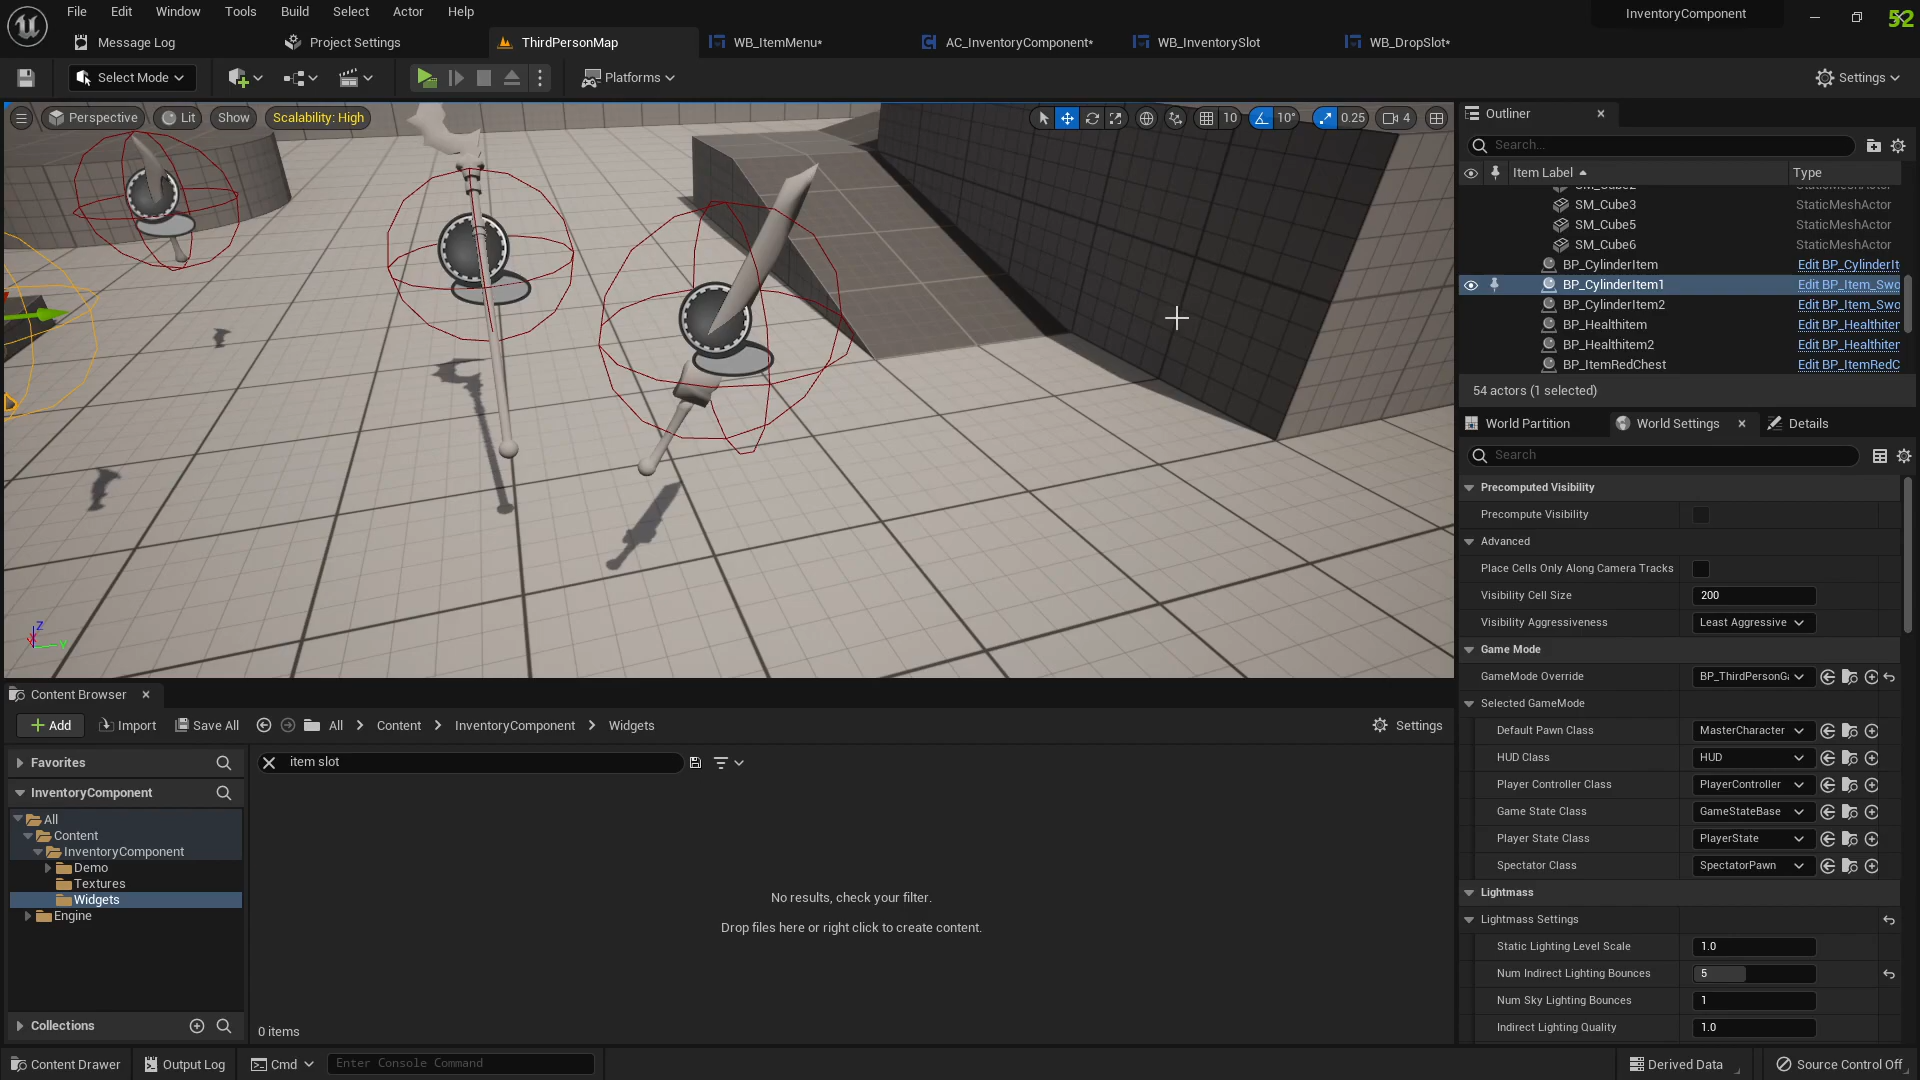 File Edit Window Tools Build Select Actor Help
InventoryComponent
52
Message Log Project Settings ThirdPersonMap WB_ItemMenu* AC_InventoryComponent* WB_InventorySlot WB_DropSlot*
Select Mode Platforms Settings
Perspective Lit Show Scalability: High 10 10° 0.25 4
Outliner
Search...
Item Label Type
SM_Cube2 StaticMeshActor
SM_Cube3 StaticMeshActor
SM_Cube5 StaticMeshActor
SM_Cube6 StaticMeshActor
BP_CylinderItem Edit BP_CylinderIt
BP_CylinderItem1 Edit BP_Item_Swo
BP_CylinderItem2 Edit BP_Item_Swo
BP_Healthitem Edit BP_Healthiter
BP_Healthitem2 Edit BP_Healthiter
BP_ItemRedChest Edit BP_ItemRedC
54 actors (1 selected)
World Partition World Settings Details
Search
Precomputed Visibility
Precompute Visibility
Advanced
Place Cells Only Along Camera Tracks
Visibility Cell Size 200
Visibility Aggressiveness Least Aggressive
Game Mode
GameMode Override BP_ThirdPersonGa
Selected GameMode
Default Pawn Class MasterCharacter
HUD Class HUD
Player Controller Class PlayerController
Game State Class GameStateBase
Player State Class PlayerState
Spectator Class SpectatorPawn
Lightmass
Lightmass Settings
Static Lighting Level Scale 1.0
Num Indirect Lighting Bounces 5
Num Sky Lighting Bounces 1
Indirect Lighting Quality 1.0
Z
X
Y
Content Browser
Add Import Save All All Content InventoryComponent Widgets Settings
Favorites
item slot
InventoryComponent
All
Content
InventoryComponent
Demo
Textures
Widgets
Engine
No results, check your filter.
Drop files here or right click to create content.
Collections
0 items
Content Drawer Output Log Cmd Enter Console Command Derived Data Source Control Off